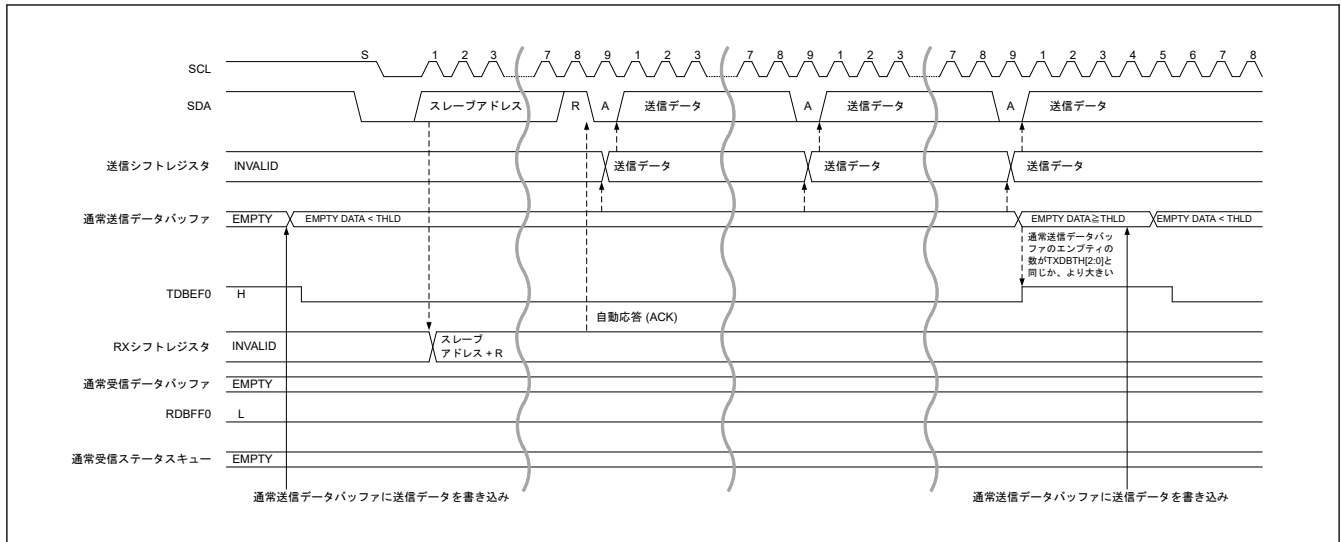 S 1 2 3 7 8 9 1 2 3 7 8 9 1 2 3 7 8 9 1 2 3 4 5 6 7 8
SCL
SDA スレーブアドレス R A 送信データ A 送信データ A 送信データ
送信シフトレジスタ INVALID 送信データ 送信データ 送信データ
通常送信データバッファ EMPTY EMPTY DATA < THLD EMPTY DATA≧THLD EMPTY DATA < THLD
通常送信データバッ
ファのエンプティの
数がTXDBTH[2:0]と
同じか、より大きい
TDBEF0 H
自動応答 (ACK)
RXシフトレジスタ INVALID スレーブ
アドレス + R
通常受信データバッファ EMPTY
RDBFF0 L
通常受信ステータスキュー EMPTY
通常送信データバッファに送信データを書き込み 通常送信データバッファに送信データを書き込み